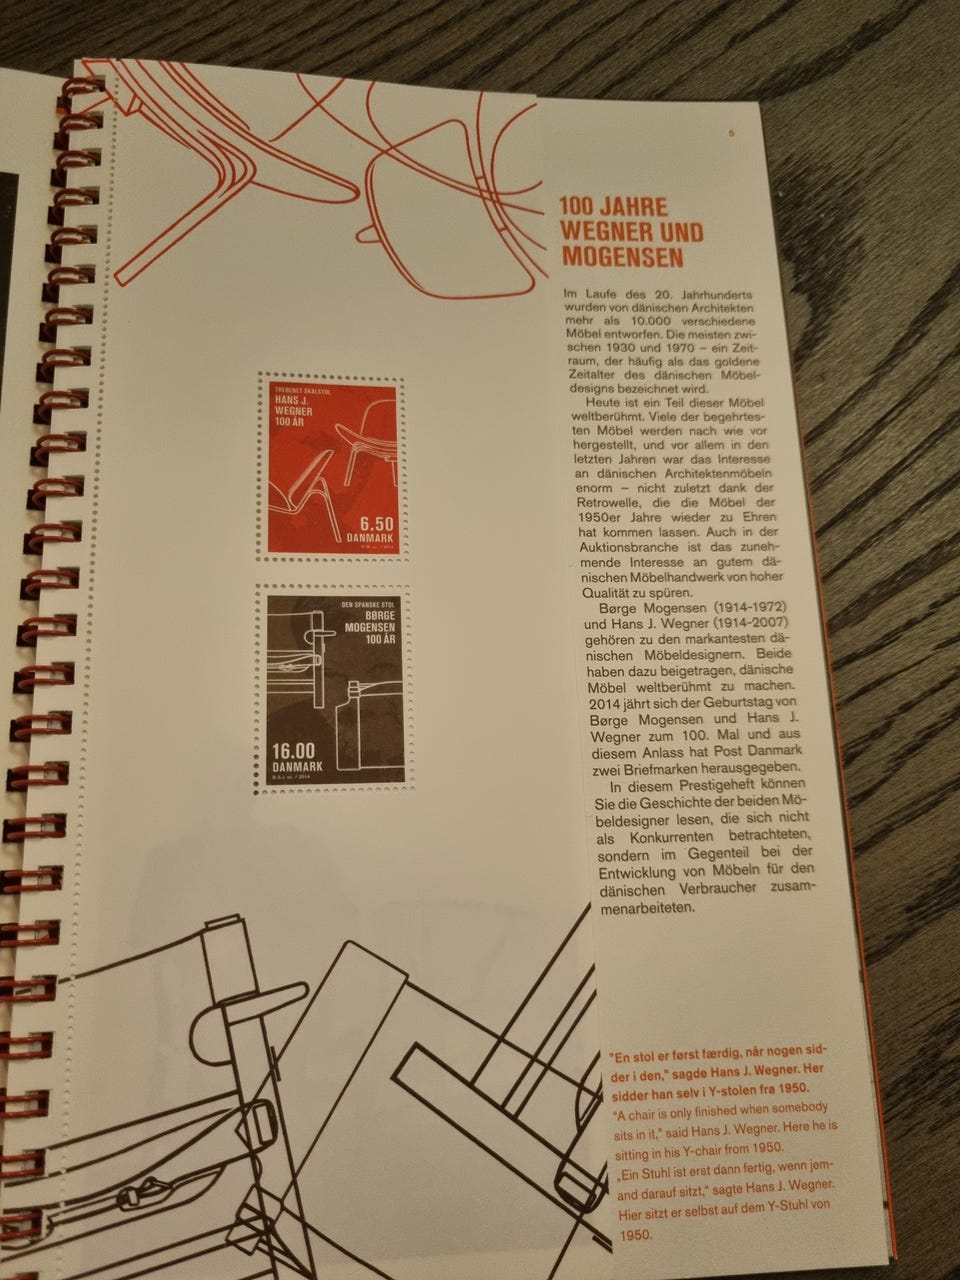 5
100 JAHRE
WEGNER UND
MOGENSEN
Im Laufe des 20. Jahrhunderts
wurden von dänischen Architekten
mehr als 10.000 verschiedene
Möbel entworfen. Die meisten zwi-
schen 1930 und 1970 – ein Zeit-
raum, der häufig als das goldene
Zeitalter des dänischen Möbel-
designs bezeichnet wird.
Heute ist ein Teil dieser Möbel
weltberühmt. Viele der begehrtes-
ten Möbel werden nach wie vor
hergestellt, und vor allem in den
letzten Jahren war das Interesse
an dänischen Architektenmöbeln
enorm – nicht zuletzt dank der
Retrowelle, die die Möbel der
1950er Jahre wieder zu Ehren
hat kommen lassen. Auch in der
Auktionsbranche ist das zuneh-
mende Interesse an gutem dä-
nischen Möbelhandwerk von hoher
Qualität zu spüren.
Børge Mogensen (1914-1972)
und Hans J. Wegner (1914-2007)
gehören zu den markantesten dä-
nischen Möbeldesignern. Beide
haben dazu beigetragen, dänische
Möbel weltberühmt zu machen.
2014 jährt sich der Geburtstag von
Børge Mogensen und Hans J.
Wegner zum 100. Mal und aus
diesem Anlass hat Post Danmark
zwei Briefmarken herausgegeben.
In diesem Prestigeheft können
Sie die Geschichte der beiden Mö-
beldesigner lesen, die sich nicht
als Konkurrenten betrachteten,
sondern im Gegenteil bei der
Entwicklung von Möbeln für den
dänischen Verbraucher zusam-
menarbeiteten.
TREBENET SKALSTOL
HANS J.
WEGNER
100 ÅR
6.50
DANMARK
DEN SPANSKE STOL
BØRGE
MOGENSEN
100 ÅR
16.00
DANMARK
"En stol er først færdig, når nogen sid-
der i den," sagde Hans J. Wegner. Her
sidder han selv i Y-stolen fra 1950.
"A chair is only finished when somebody
sits in it," said Hans J. Wegner. Here he is
sitting in his Y-chair from 1950.
„Ein Stuhl ist erst dann fertig, wenn jem-
and darauf sitzt," sagte Hans J. Wegner.
Hier sitzt er selbst auf dem Y-Stuhl von
1950.